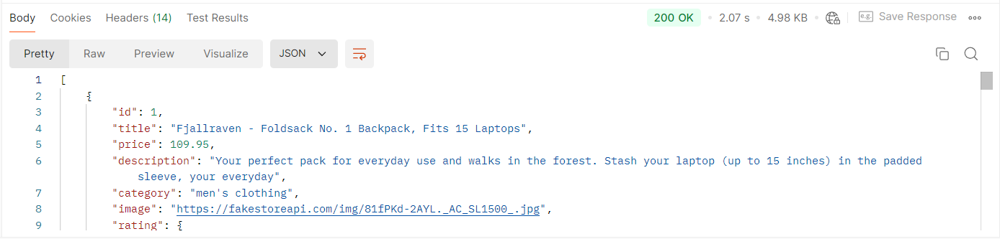 Body Cookies Headers (14) Test Results 200 OK 2.07 s 4.98 KB e.g. Save Response
Pretty Raw Preview Visualize JSON
1 [
2 {
3 "id": 1,
4 "title": "Fjallraven - Foldsack No. 1 Backpack, Fits 15 Laptops",
5 "price": 109.95,
6 "description": "Your perfect pack for everyday use and walks in the forest. Stash your laptop (up to 15 inches) in the padded
sleeve, your everyday",
7 "category": "men's clothing",
8 "image": "https://fakestoreapi.com/img/81fPKd-2AYL._AC_SL1500_.jpg",
9 "rating": {